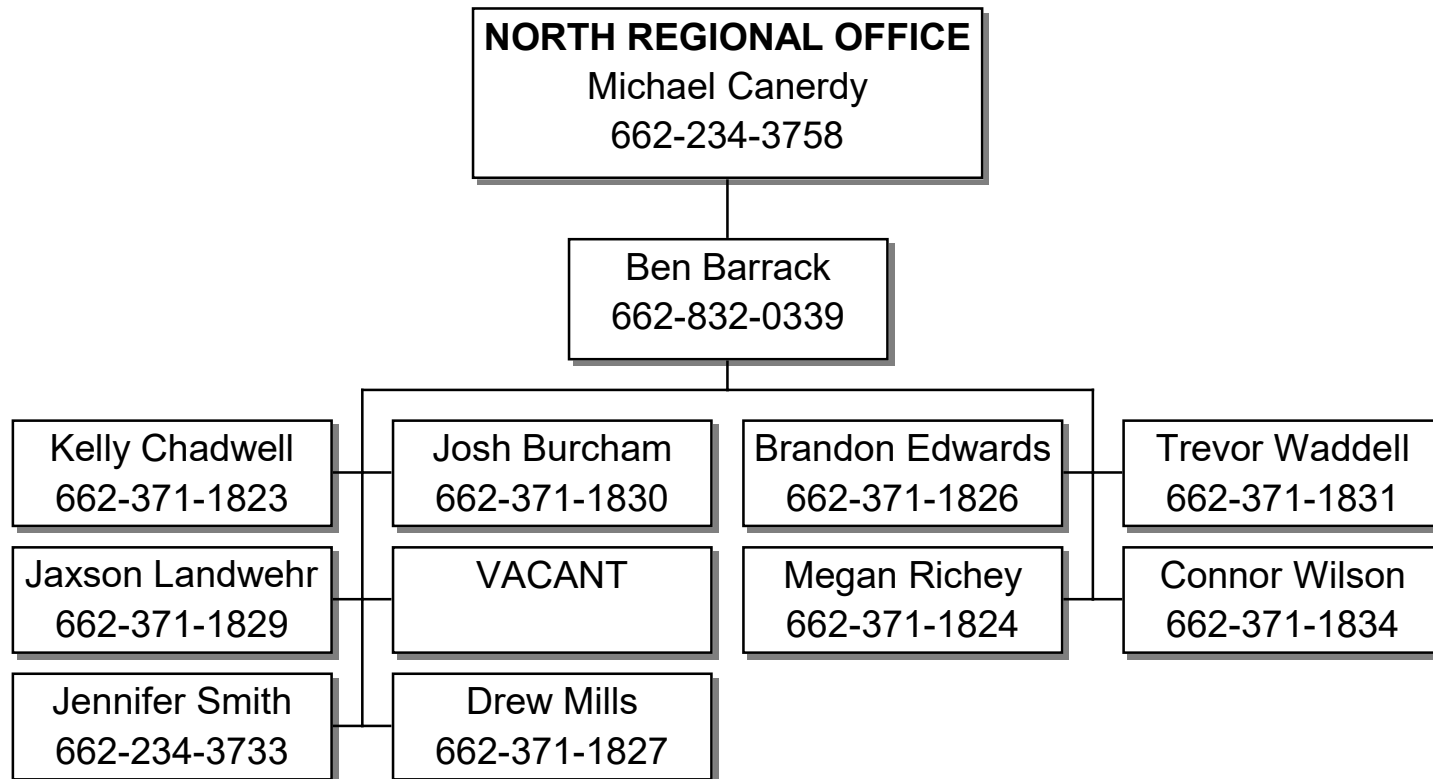 NORTH REGIONAL OFFICE
Michael Canerdy
662-234-3758
Ben Barrack
662-832-0339
Kelly Chadwell
662-371-1823
Josh Burcham
662-371-1830
Brandon Edwards
662-371-1826
Trevor Waddell
662-371-1831
Jaxson Landwehr
662-371-1829
VACANT
Megan Richey
662-371-1824
Connor Wilson
662-371-1834
Jennifer Smith
662-234-3733
Drew Mills
662-371-1827